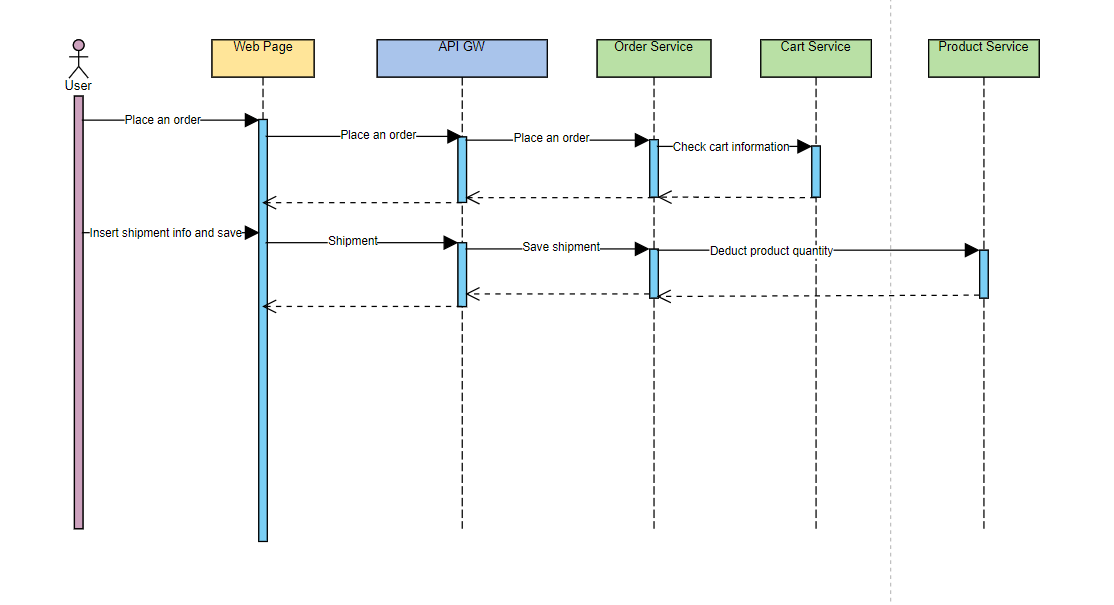 Web Page
API GW
Order Service
Cart Service
Product Service
User
Place an order
Place an order
Place an order
Check cart information
Insert shipment info and save
Shipment
Save shipment
Deduct product quantity